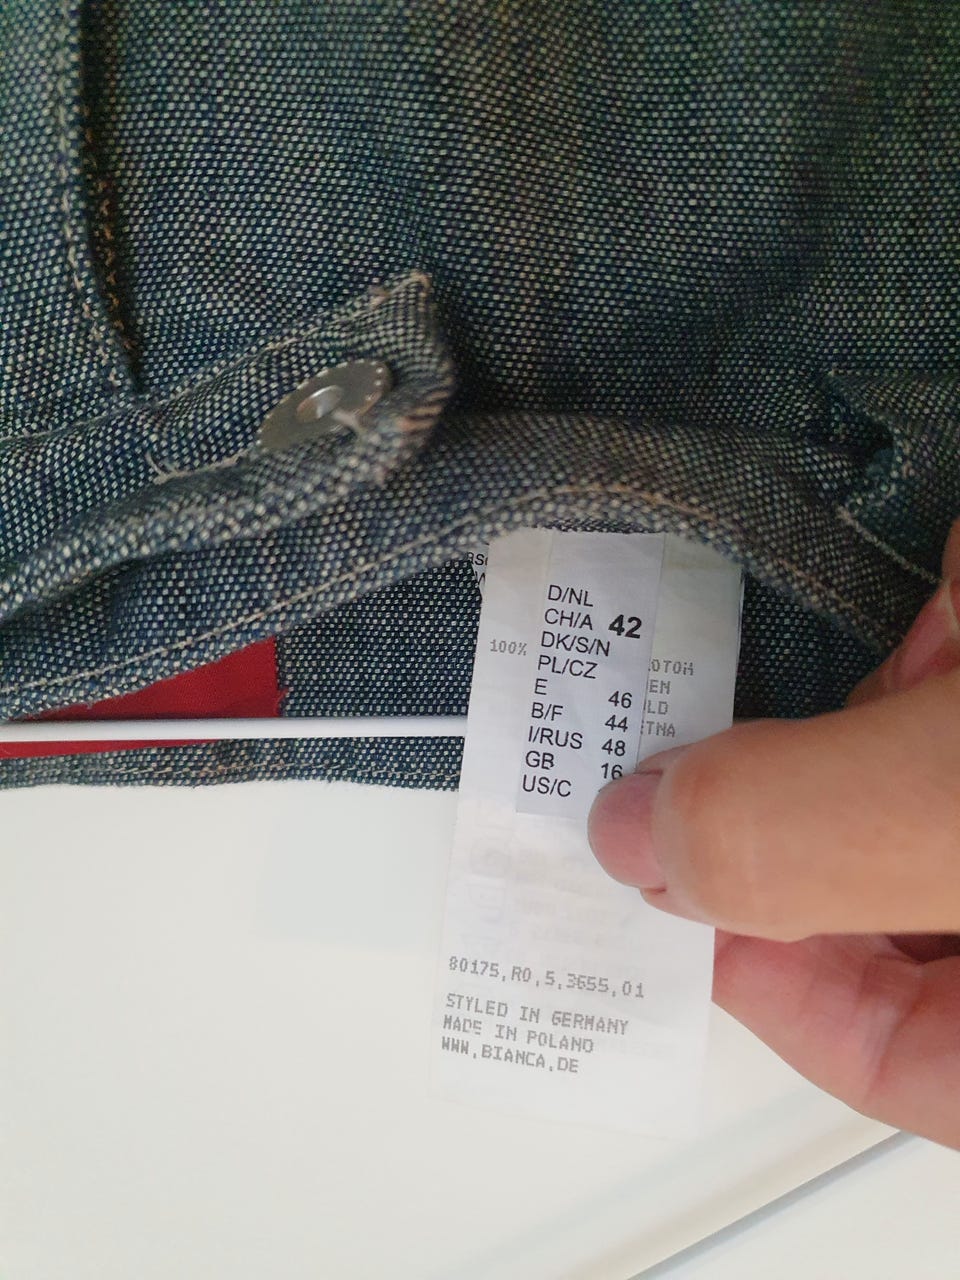 D/NL
CH/A 42
DK/S/N
PL/CZ
E 46
B/F 44
I/RUS 48
GB 16
US/C
100%
80175,RO,5,3655,01
STYLED IN GERMANY
MADE IN POLAND
WWW.BIANCA.DE